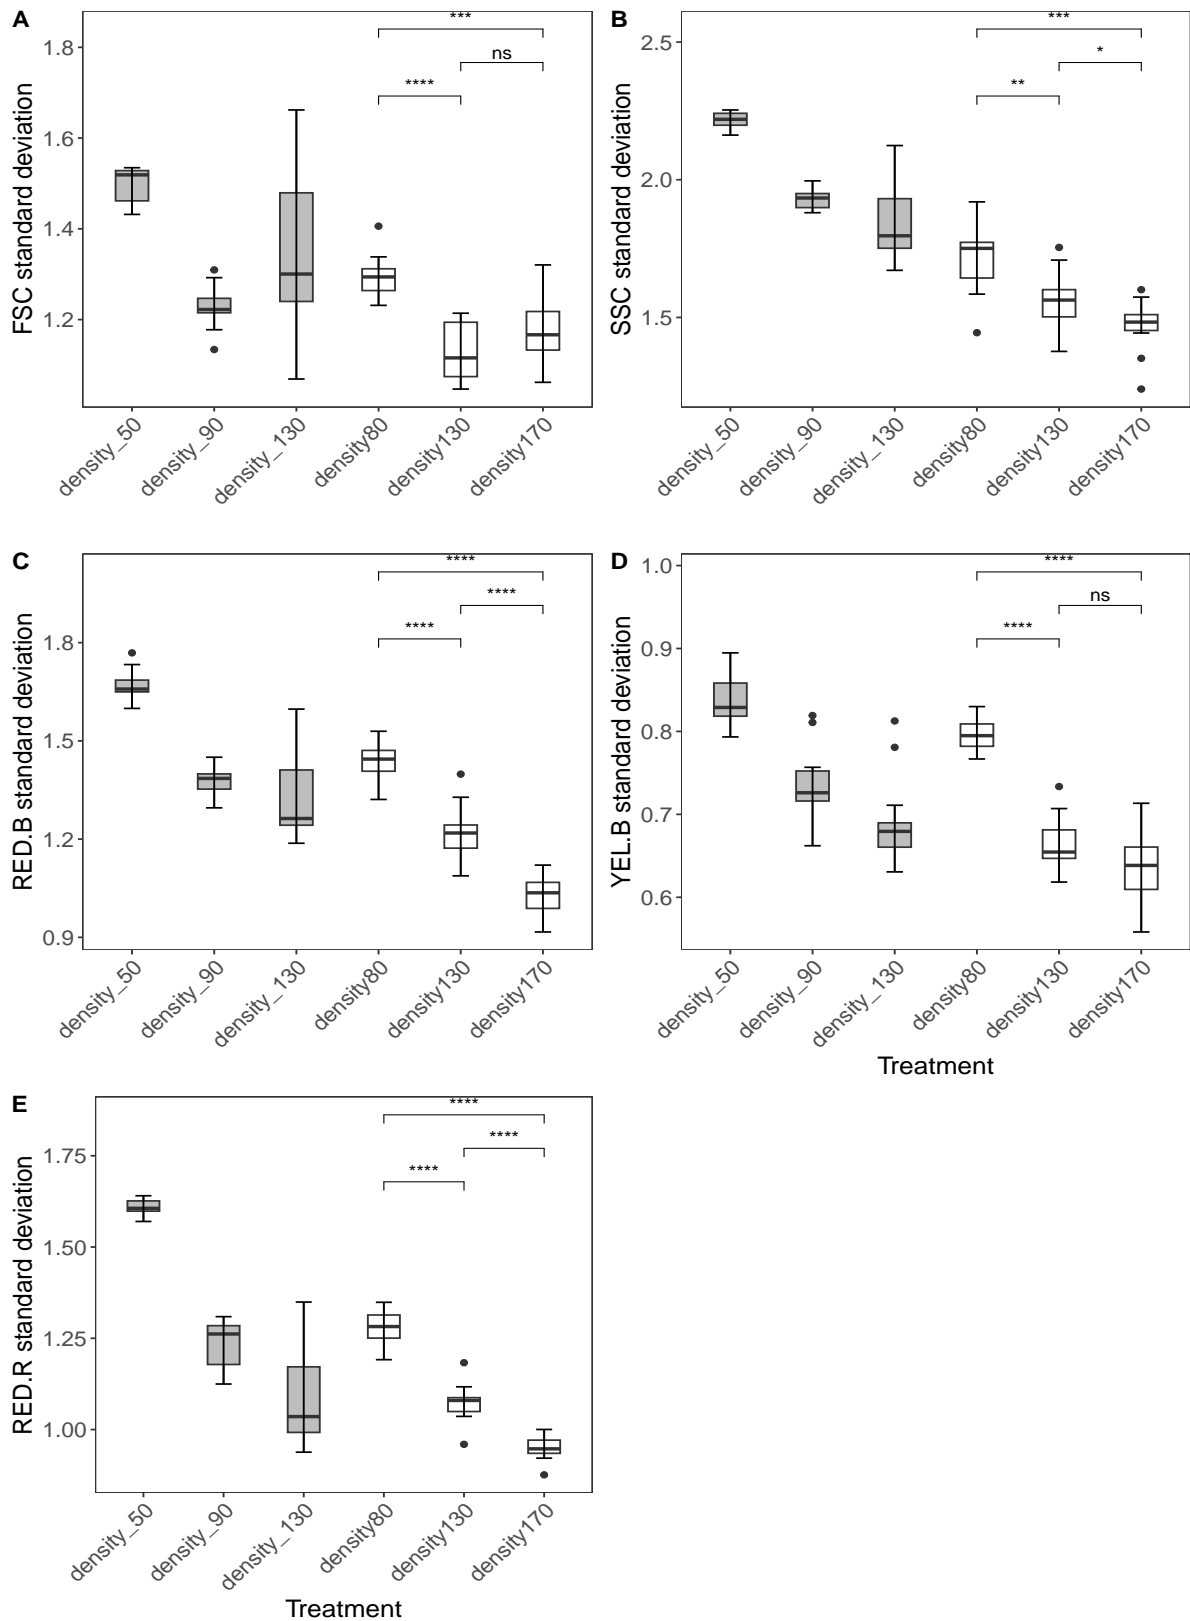 A
FSC standard deviation
1.8
1.6
1.4
1.2
***
ns
****
density_50
density_90
density_130
density80
density130
density170
B
SSC standard deviation
2.5
2.0
1.5
***
*
**
density_50
density_90
density_130
density80
density130
density170
C
RED.B standard deviation
1.8
1.5
1.2
0.9
****
****
****
density_50
density_90
density_130
density80
density130
density170
D
YEL.B standard deviation
1.0
0.9
0.8
0.7
0.6
****
ns
****
density_50
density_90
density_130
density80
density130
density170
Treatment
E
RED.R standard deviation
1.75
1.50
1.25
1.00
****
****
****
density_50
density_90
density_130
density80
density130
density170
Treatment